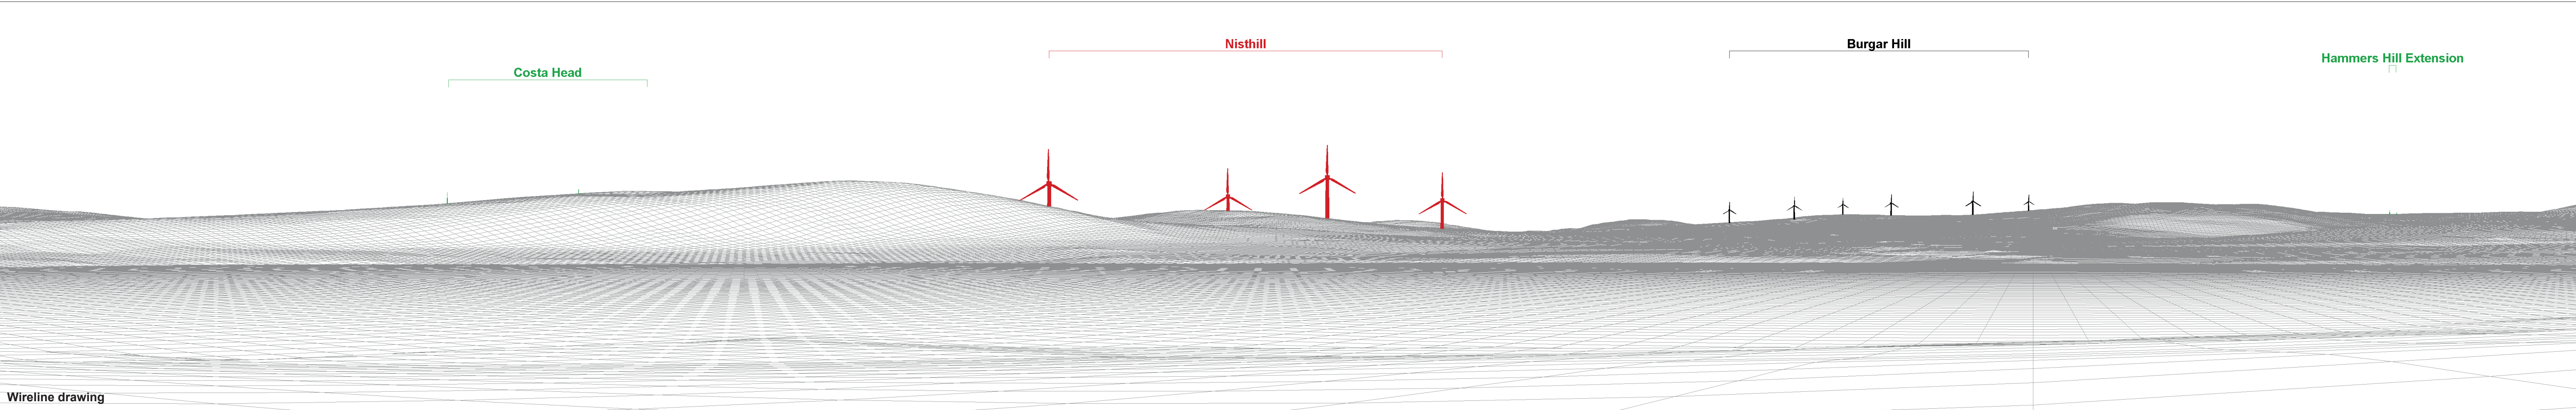 Nisthill
Burgar Hill
Hammers Hill Extension
Costa Head
Wireline drawing